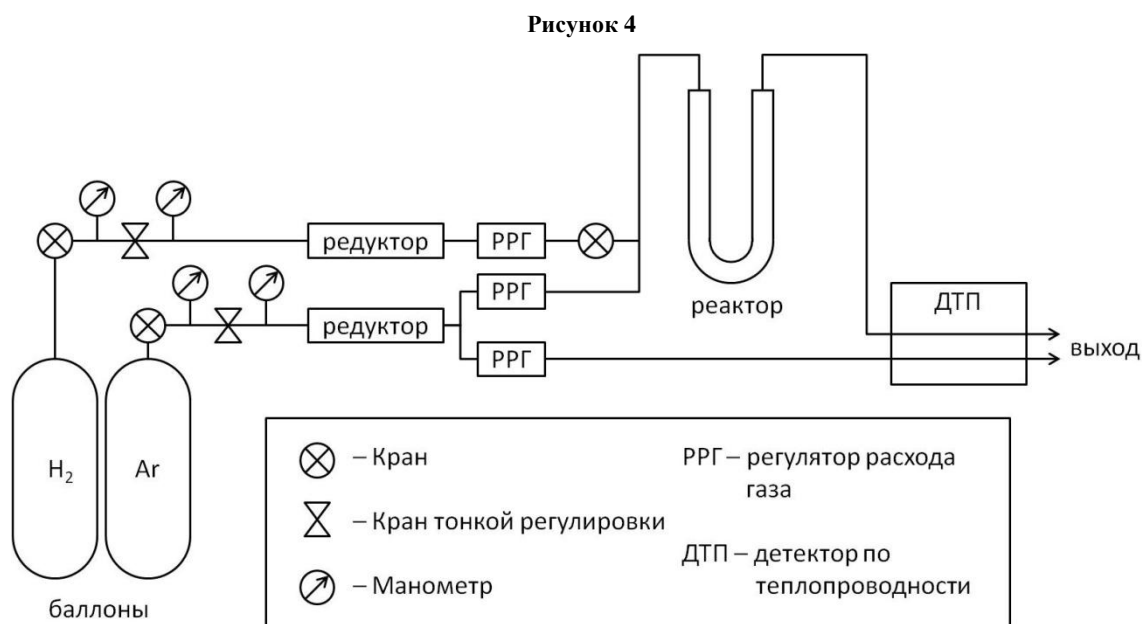 Рисунок 4
редуктор
РРГ
РРГ
редуктор
РРГ
реактор
ДТП
выход
H₂
Ar
баллоны
– Кран
– Кран тонкой регулировки
– Манометр
РРГ – регулятор расхода
газа
ДТП – детектор по
теплопроводности